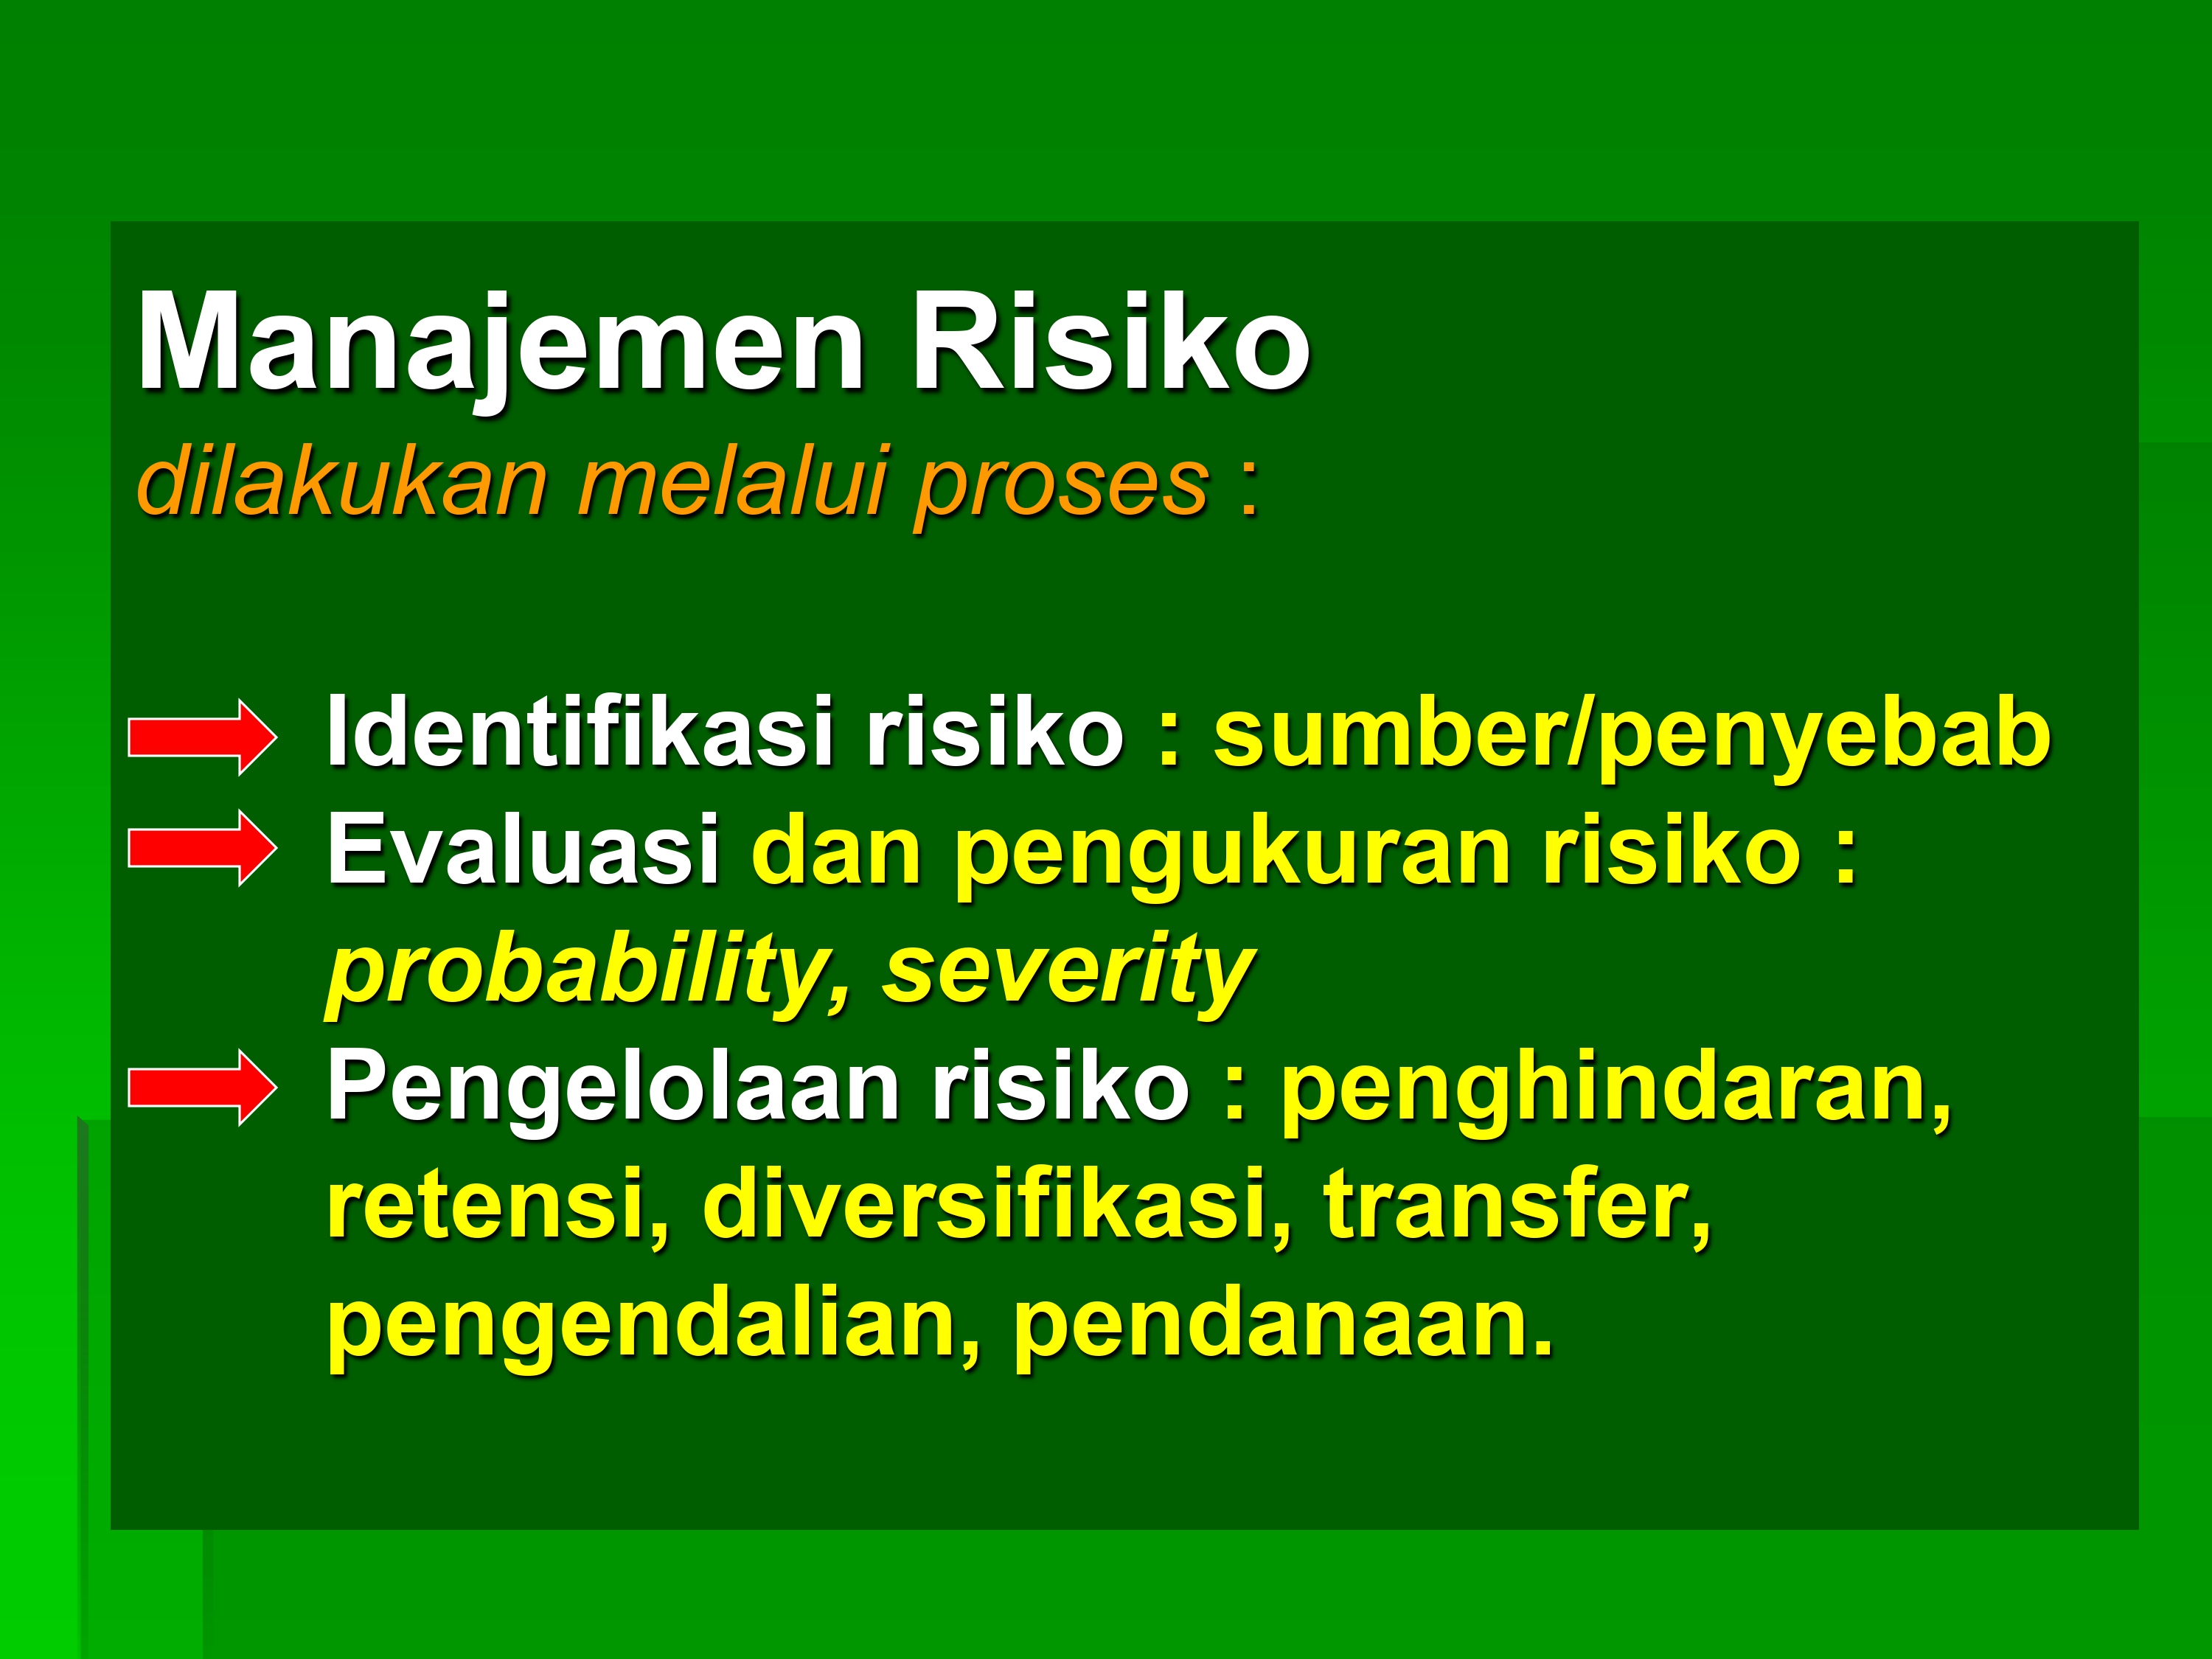 Manajemen Risiko
dilakukan melalui proses :
Identifikasi risiko : sumber/penyebab
Evaluasi dan pengukuran risiko :
probability, severity
Pengelolaan risiko : penghindaran,
retensi, diversifikasi, transfer,
pengendalian, pendanaan.